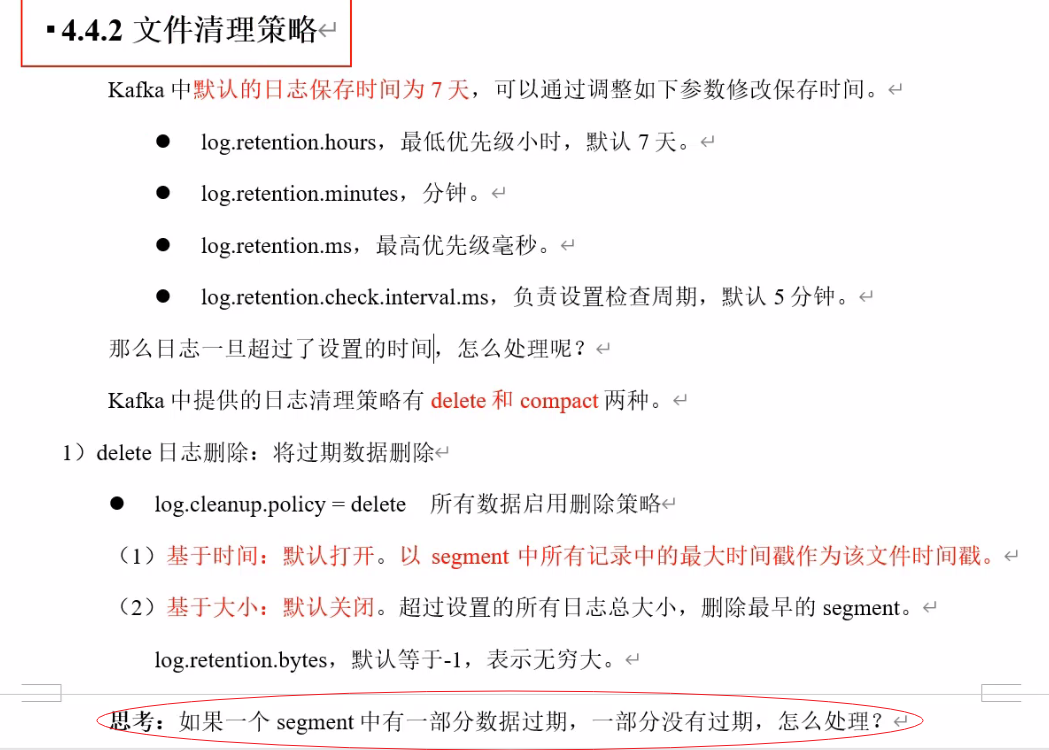 ▪4.4.2 文件清理策略↵
Kafka 中默认的日志保存时间为 7 天，可以通过调整如下参数修改保存时间。↵
● log.retention.hours，最低优先级小时，默认 7 天。↵
● log.retention.minutes，分钟。↵
● log.retention.ms，最高优先级毫秒。↵
● log.retention.check.interval.ms，负责设置检查周期，默认 5 分钟。↵
那么日志一旦超过了设置的时间，怎么处理呢？↵
Kafka 中提供的日志清理策略有 delete 和 compact 两种。↵
1）delete 日志删除：将过期数据删除↵
● log.cleanup.policy = delete 所有数据启用删除策略↵
（1）基于时间：默认打开。以 segment 中所有记录中的最大时间戳作为该文件时间戳。↵
（2）基于大小：默认关闭。超过设置的所有日志总大小，删除最早的 segment。↵
log.retention.bytes，默认等于-1，表示无穷大。↵
思考：如果一个 segment 中有一部分数据过期，一部分没有过期，怎么处理？↵